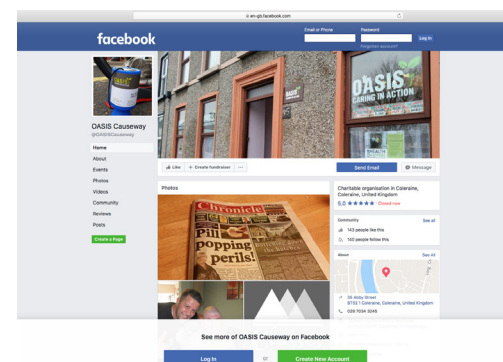 en-gb.facebook.com
facebook
Email or Phone
Password
Log In
Forgotten account?
OASIS
OASIS
CARING IN ACTION
OASIS Causeway
@OASISCauseway
Home
About
Events
Photos
Videos
Community
Reviews
Posts
Create a Page
Like
+ Create fundraiser
...
Send Email
Message
Photos
Chronicle
Pill
popping
perils!
Charitable organisation in Coleraine,
Coleraine, United Kingdom
5.0 ★★★★★ · Closed now
Community
See all
143 people like this
140 people follow this
About
See All
BT52 1 Coleraine, Coleraine, United Kingdom
028 7034 3245
See more of OASIS Causeway on Facebook
Log In
or
Create New Account